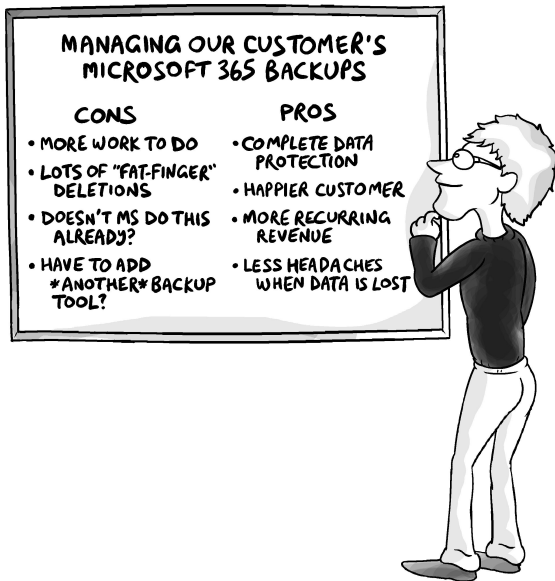 MANAGING OUR CUSTOMER'S
MICROSOFT 365 BACKUPS
CONS
• MORE WORK TO DO
• LOTS OF "FAT-FINGER"
DELETIONS
• DOESN'T MS DO THIS
ALREADY?
• HAVE TO ADD
*ANOTHER* BACKUP
TOOL?
PROS
• COMPLETE DATA
PROTECTION
• HAPPIER CUSTOMER
• MORE RECURRING
REVENUE
• LESS HEADACHES
WHEN DATA IS LOST